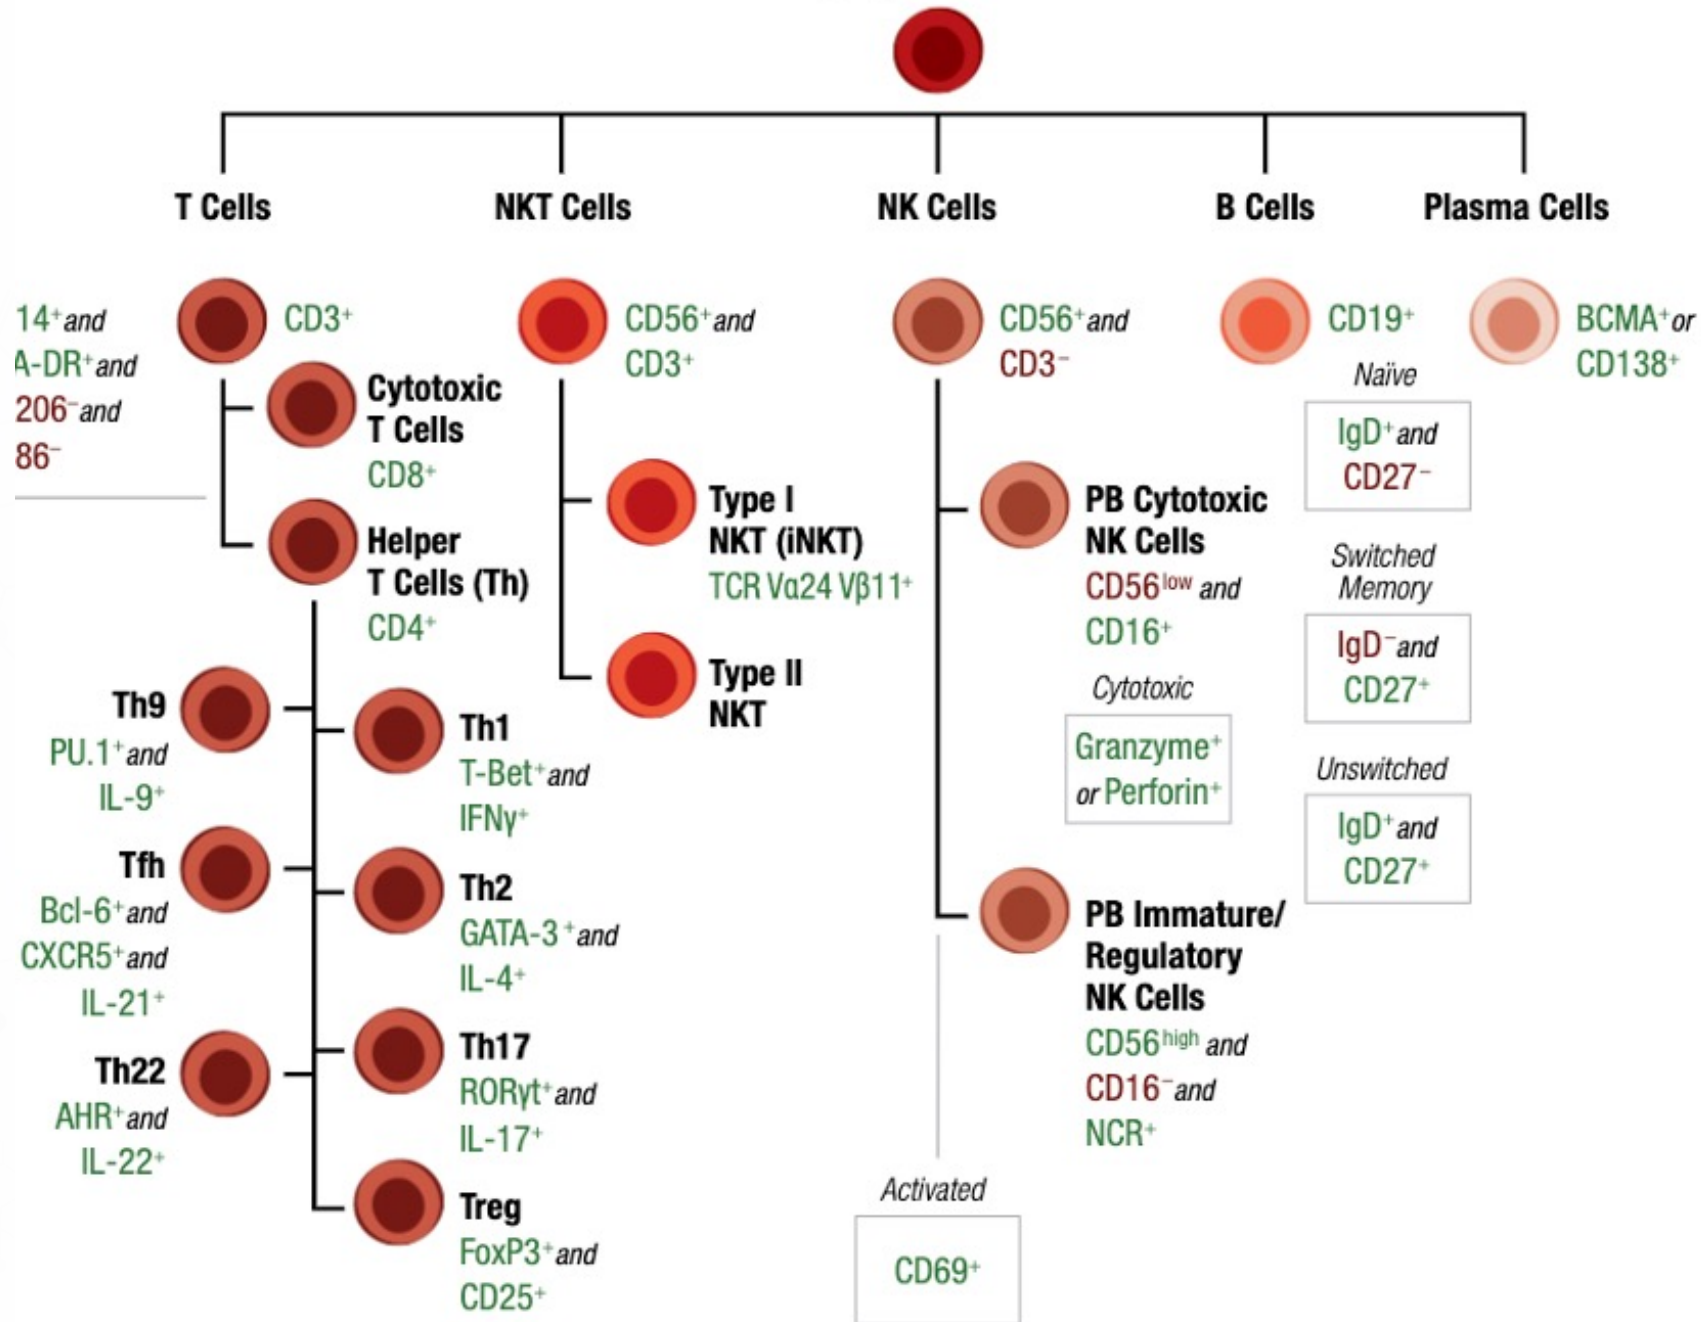 T Cells
NKT Cells
NK Cells
B Cells
Plasma Cells
14⁺and
A-DR⁺and
206⁻and
86⁻
CD3⁺
Cytotoxic
T Cells
CD8⁺
Helper
T Cells (Th)
CD4⁺
Th9
PU.1⁺and
IL-9⁺
Tfh
Bcl-6⁺and
CXCR5⁺and
IL-21⁺
Th22
AHR⁺and
IL-22⁺
Th1
T-Bet⁺and
IFNγ⁺
Th2
GATA-3 ⁺and
IL-4⁺
Th17
RORγt⁺and
IL-17⁺
Treg
FoxP3⁺and
CD25⁺
CD56⁺and
CD3⁺
Type I
NKT (iNKT)
TCR Vα24 Vβ11⁺
Type II
NKT
CD56⁺and
CD3⁻
PB Cytotoxic
NK Cells
CD56ˡᵒʷ and
CD16⁺
Cytotoxic
Granzyme⁺
or Perforin⁺
PB Immature/
Regulatory
NK Cells
CD56ʰⁱᵍʰ and
CD16⁻and
NCR⁺
Activated
CD69⁺
CD19⁺
Naïve
IgD⁺and
CD27⁻
Switched
Memory
IgD⁻and
CD27⁺
Unswitched
IgD⁺and
CD27⁺
BCMA⁺or
CD138⁺